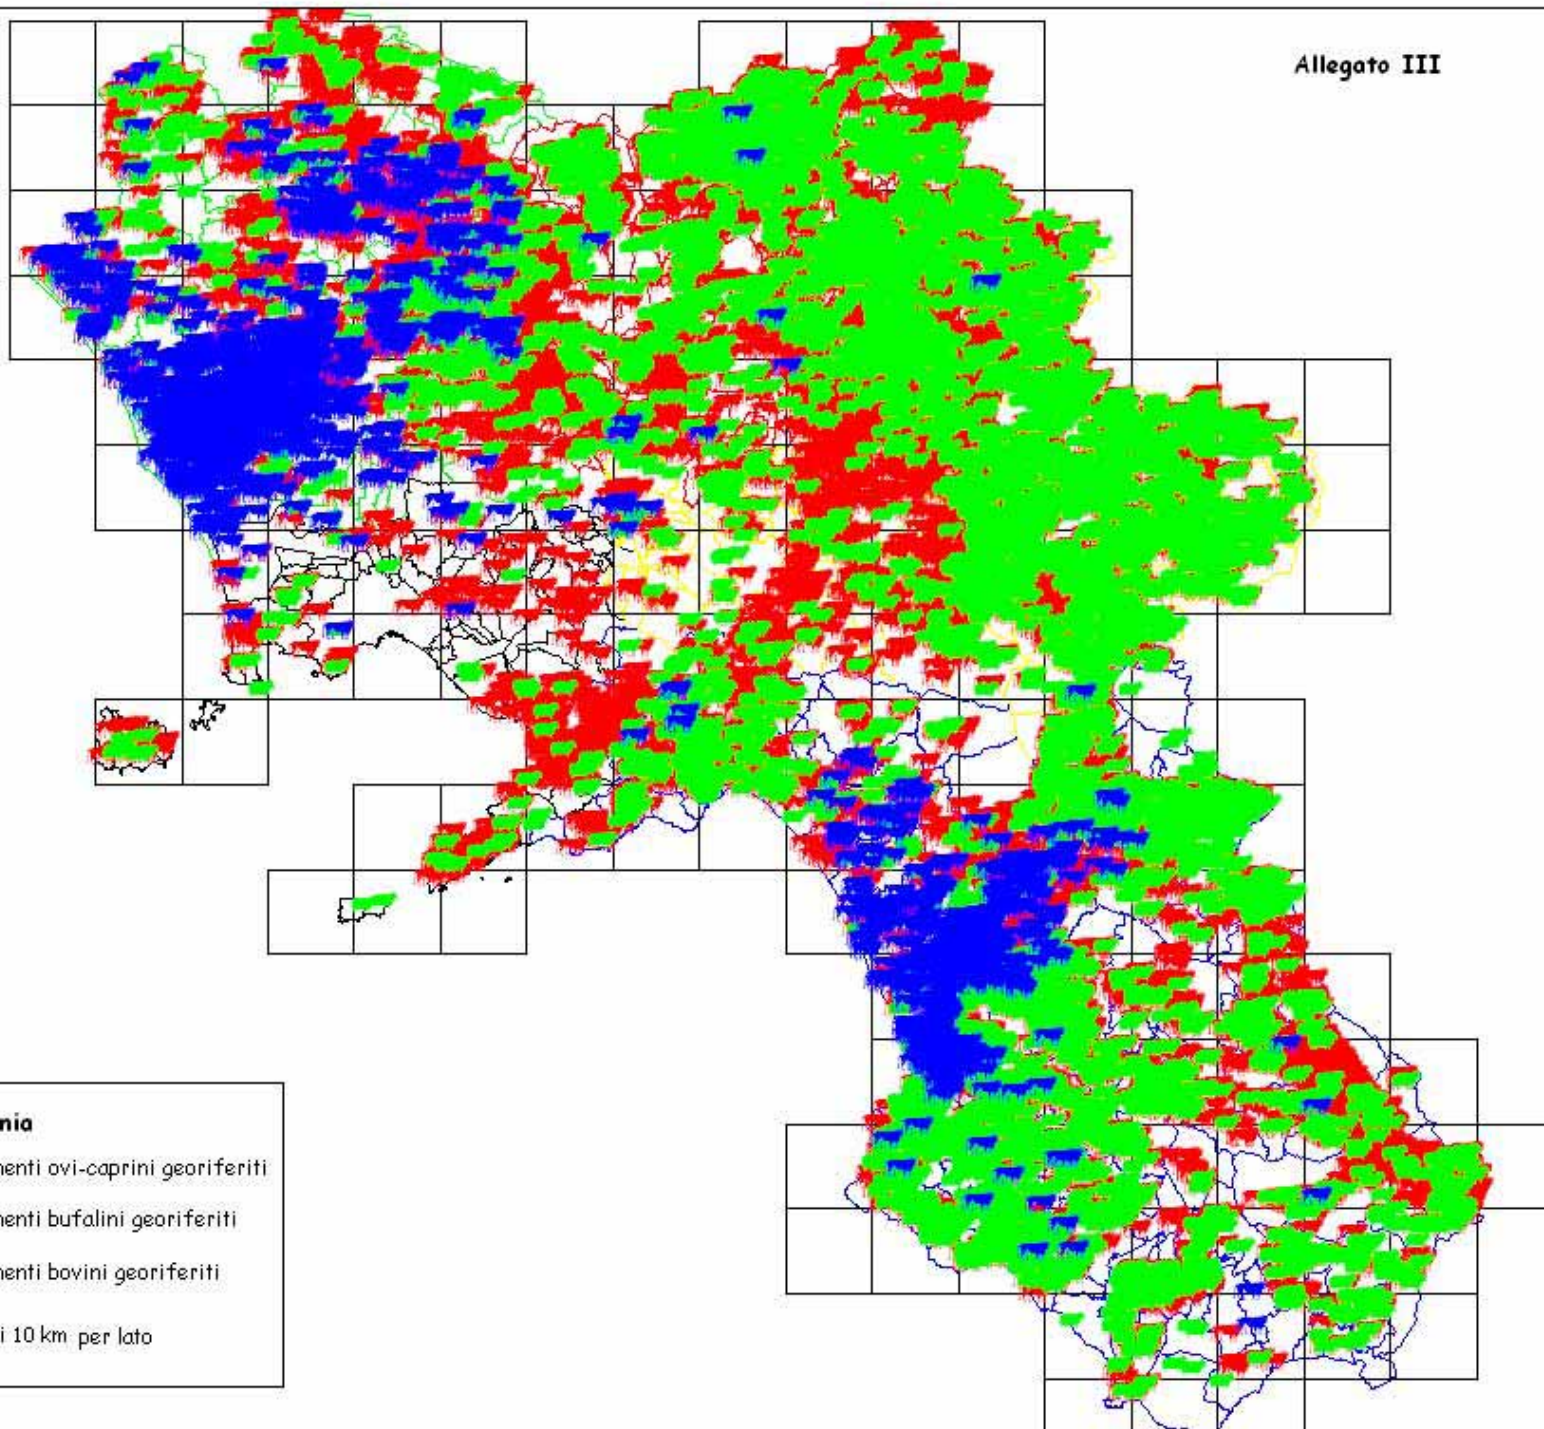 Allegato III
nia
nenti ovi-caprini georiferiti
nenti bufalini georiferiti
nenti bovini georiferiti
i 10 km per lato